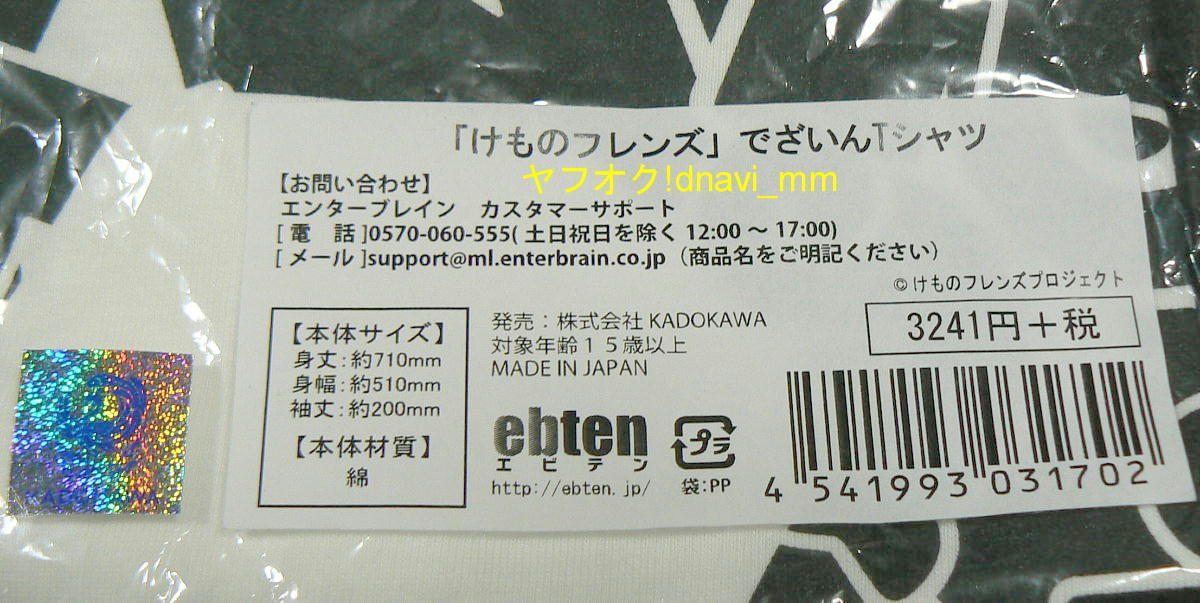 「けものフレンズ」でざいんTシャツ
ヤフオク!dnavi_mm
【お問い合わせ】
エンターブレイン　カスタマーサポート
[ 電　話 ]0570-060-555( 土日祝日を除く 12:00 ～ 17:00)
[ メール ]support@ml.enterbrain.co.jp（商品名をご明記ください）
©けものフレンズプロジェクト
【本体サイズ】
身丈：約710mm
身幅：約510mm
袖丈：約200mm
【本体材質】
綿
発売：株式会社 KADOKAWA
対象年齢１５歳以上
MADE IN JAPAN
3241円＋税
ebten
エビテン
http://ebten.jp/
プラ
袋:PP
4 541993 031702
KADOKAWA